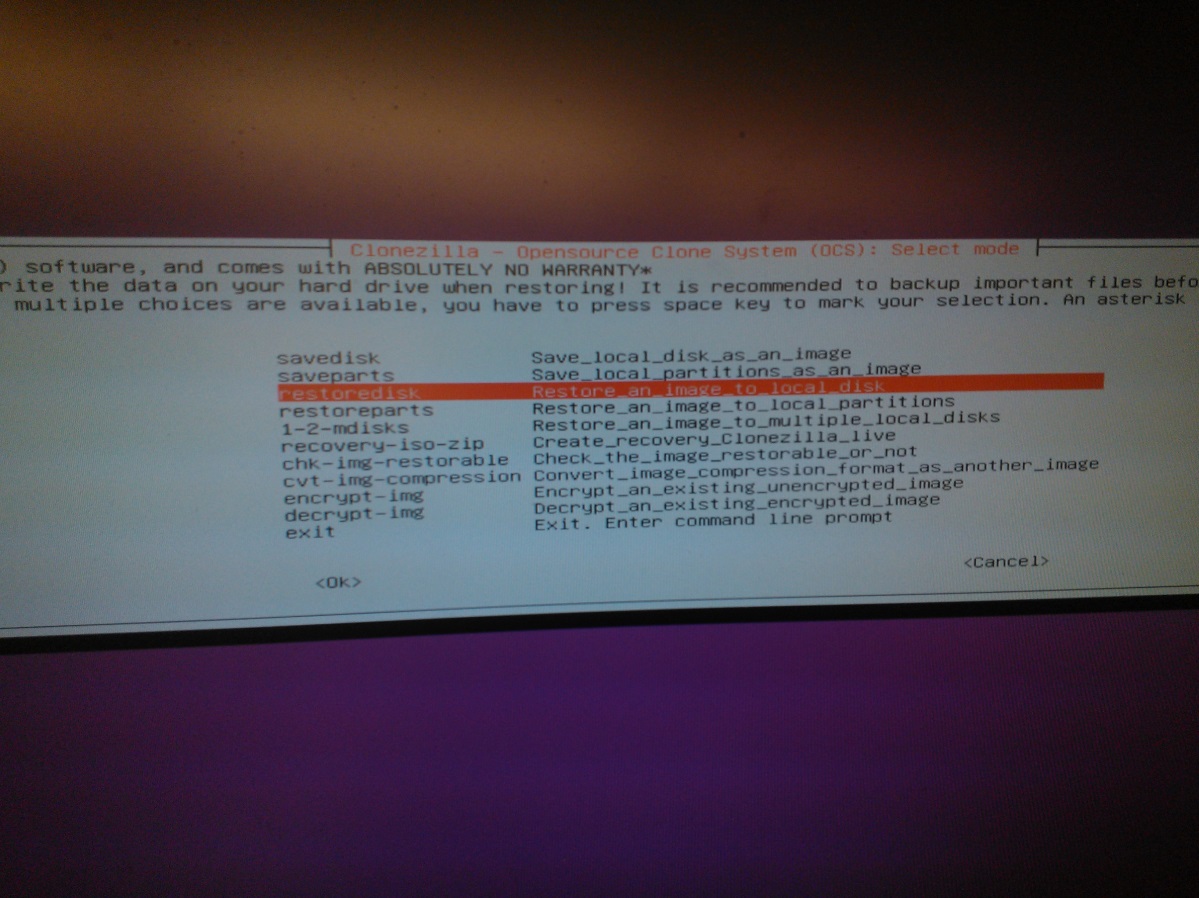 Clonezilla - Opensource Clone System (OCS): Select mode
) software, and comes with ABSOLUTELY NO WARRANTY*
rite the data on your hard drive when restoring! It is recommended to backup important files befo
multiple choices are available, you have to press space key to mark your selection. An asterisk
savedisk Save_local_disk_as_an_image
saveparts Save_local_partitions_as_an_image
restoredisk Restore_an_image_to_local_disk
restoreparts Restore_an_image_to_local_partitions
1-2-mdisks Restore_an_image_to_multiple_local_disks
recovery-iso-zip Create_recovery_Clonezilla_live
chk-img-restorable Check_the_image_restorable_or_not
cvt-img-compression Convert_image_compression_format_as_another_image
encrypt-img Encrypt_an_existing_unencrypted_image
decrypt-img Decrypt_an_existing_encrypted_image
exit Exit. Enter command line prompt
<Ok> <Cancel>